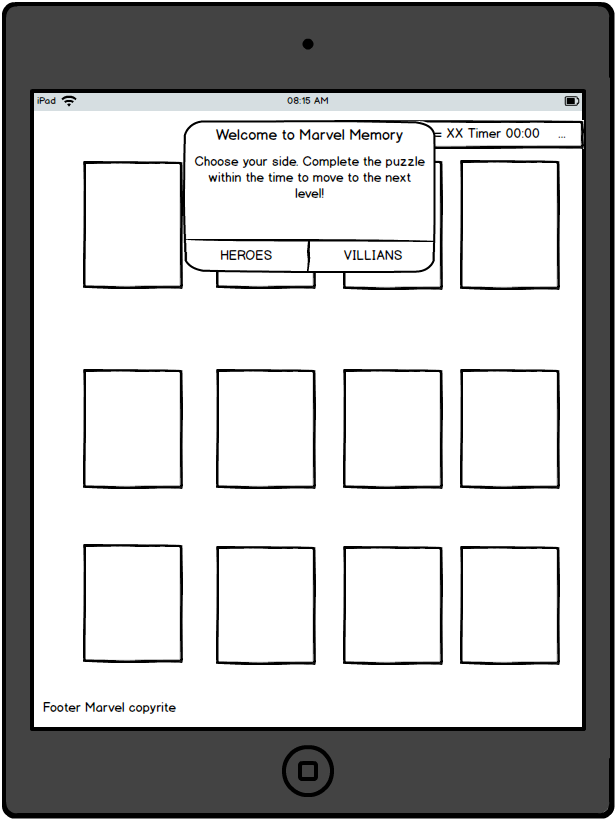 iPad
08:15 AM
Welcome to Marvel Memory
= XX Timer 00:00 ...
Choose your side. Complete the puzzle
within the time to move to the next
level!
HEROES
VILLIANS
Footer Marvel copyrite